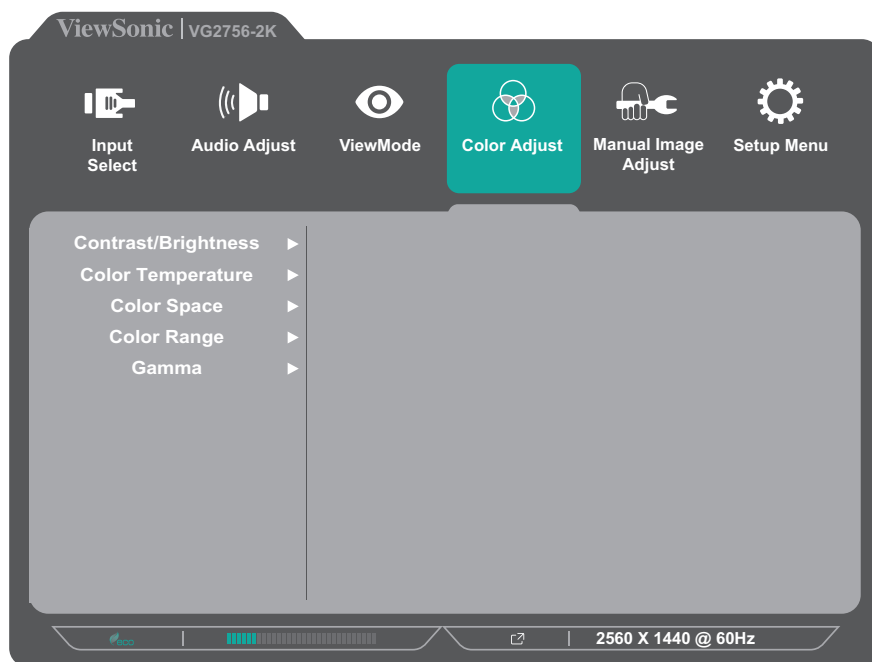 ViewSonic | VG2756-2K
Input
Select
Audio Adjust
ViewMode
Color Adjust
Manual Image
Adjust
Setup Menu
Contrast/Brightness
Color Temperature
Color Space
Color Range
Gamma
eco
2560 X 1440 @ 60Hz